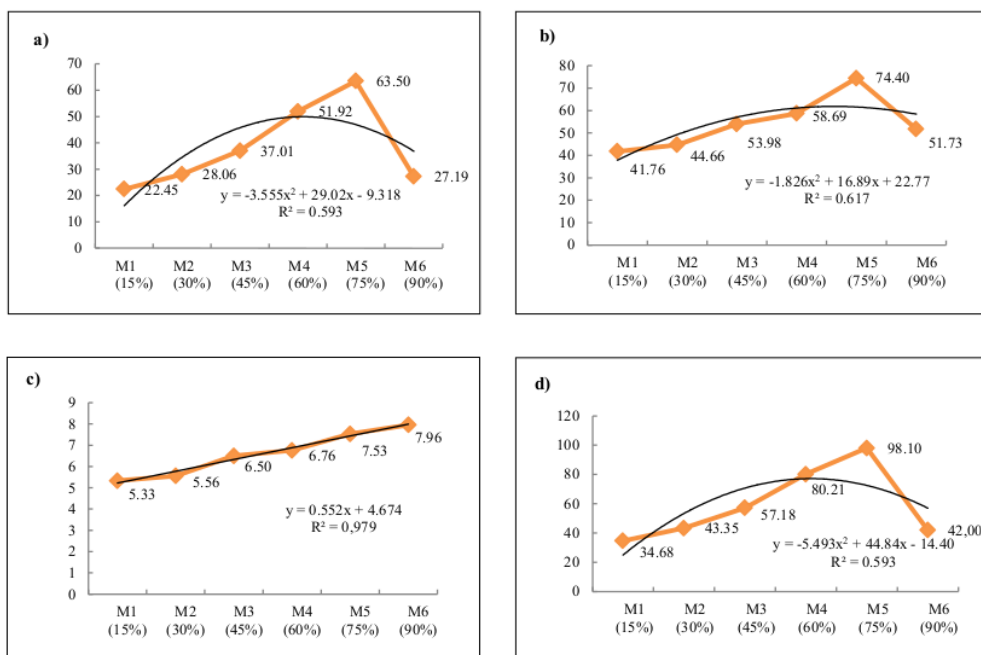 a)
70
60
50
40
30
20
10
0
22.45
28.06
37.01
51.92
63.50
27.19
y = -3.555x² + 29.02x - 9.318
R² = 0.593
M1 M2 M3 M4 M5 M6
(15%) (30%) (45%) (60%) (75%) (90%)
b)
80
70
60
50
40
30
20
10
0
41.76
44.66
53.98
58.69
74.40
51.73
y = -1.826x² + 16.89x + 22.77
R² = 0.617
M1 M2 M3 M4 M5 M6
(15%) (30%) (45%) (60%) (75%) (90%)
c)
9
8
7
6
5
4
3
2
1
0
5.33
5.56
6.50
6.76
7.53
7.96
y = 0.552x + 4.674
R² = 0,979
M1 M2 M3 M4 M5 M6
(15%) (30%) (45%) (60%) (75%) (90%)
d)
120
100
80
60
40
20
0
34.68
43.35
57.18
80.21
98.10
42,00
y = -5.493x² + 44.84x - 14.40
R² = 0.593
M1 M2 M3 M4 M5 M6
(15%) (30%) (45%) (60%) (75%) (90%)